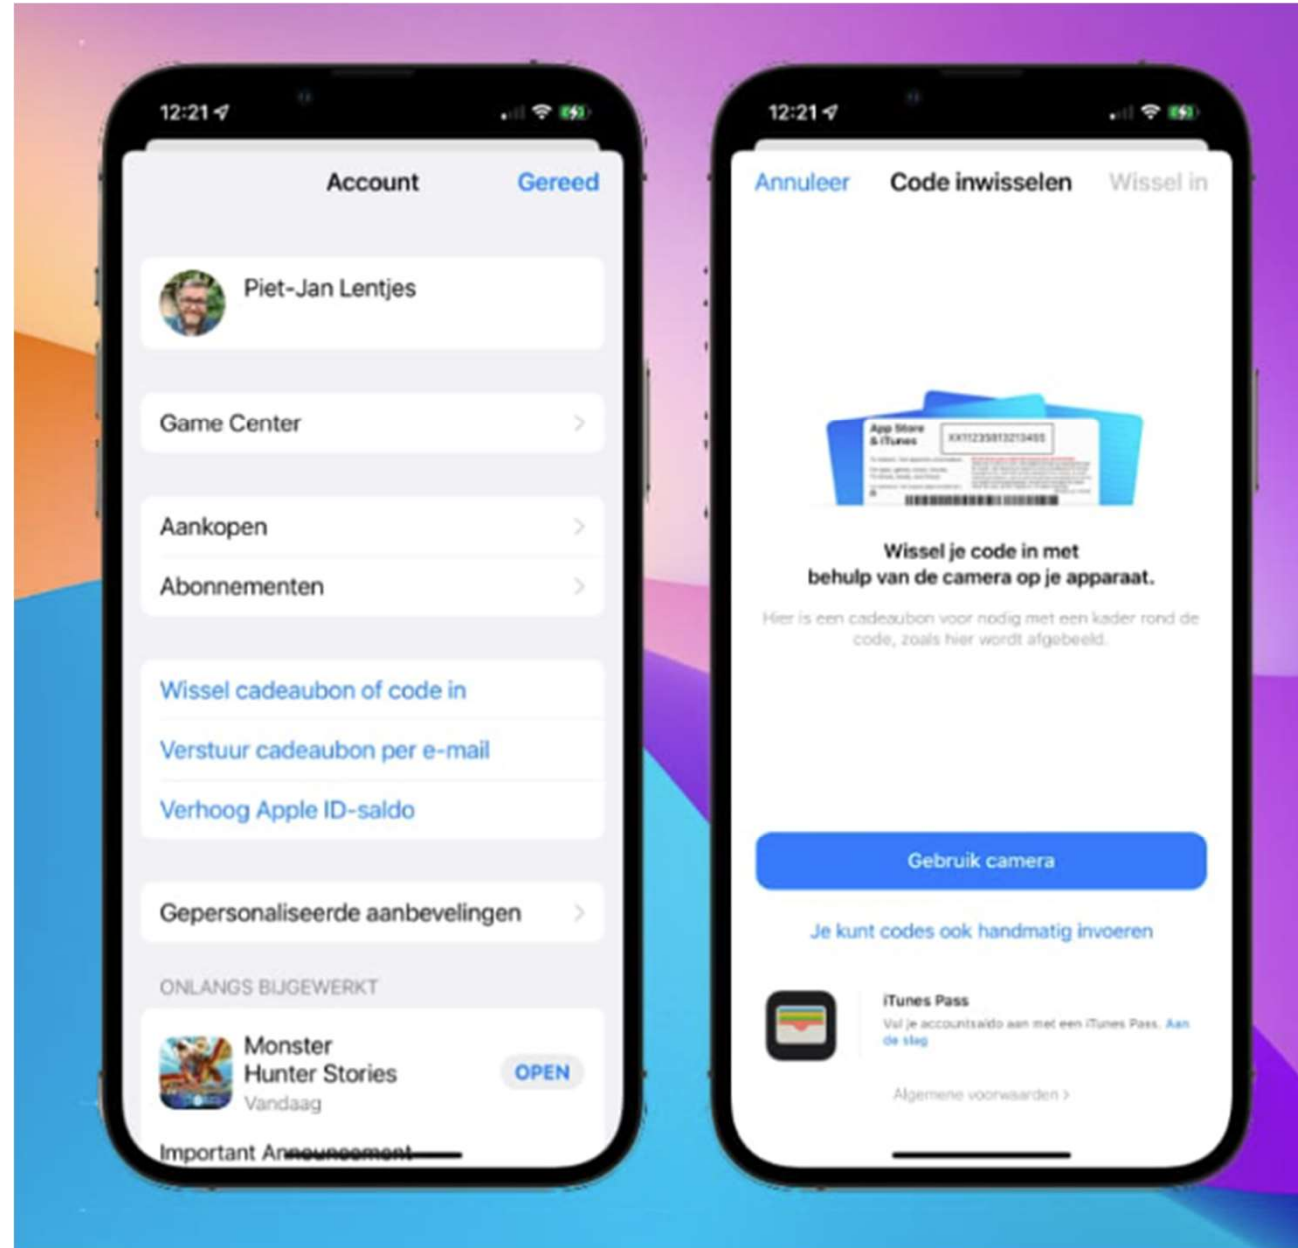 12:21
Account
Gereed
Piet-Jan Lentjes
Game Center
Aankopen
Abonnementen
Wissel cadeaubon of code in
Verstuur cadeaubon per e-mail
Verhoog Apple ID-saldo
Gepersonaliseerde aanbevelingen
ONLANGS BIJGEWERKT
Monster
Hunter Stories
OPEN
Vandaag
Important Announcement
12:21
Annuleer
Code inwisselen
Wissel in
App Store
& iTunes
XX11235813213455
Wissel je code in met
behulp van de camera op je apparaat.
Hier is een cadeaubon voor nodig met een kader rond de
code, zoals hier wordt afgebeeld.
Gebruik camera
Je kunt codes ook handmatig invoeren
iTunes Pass
Vul je accountsaldo aan met een iTunes Pass. Aan
de slag
Algemene voorwaarden >